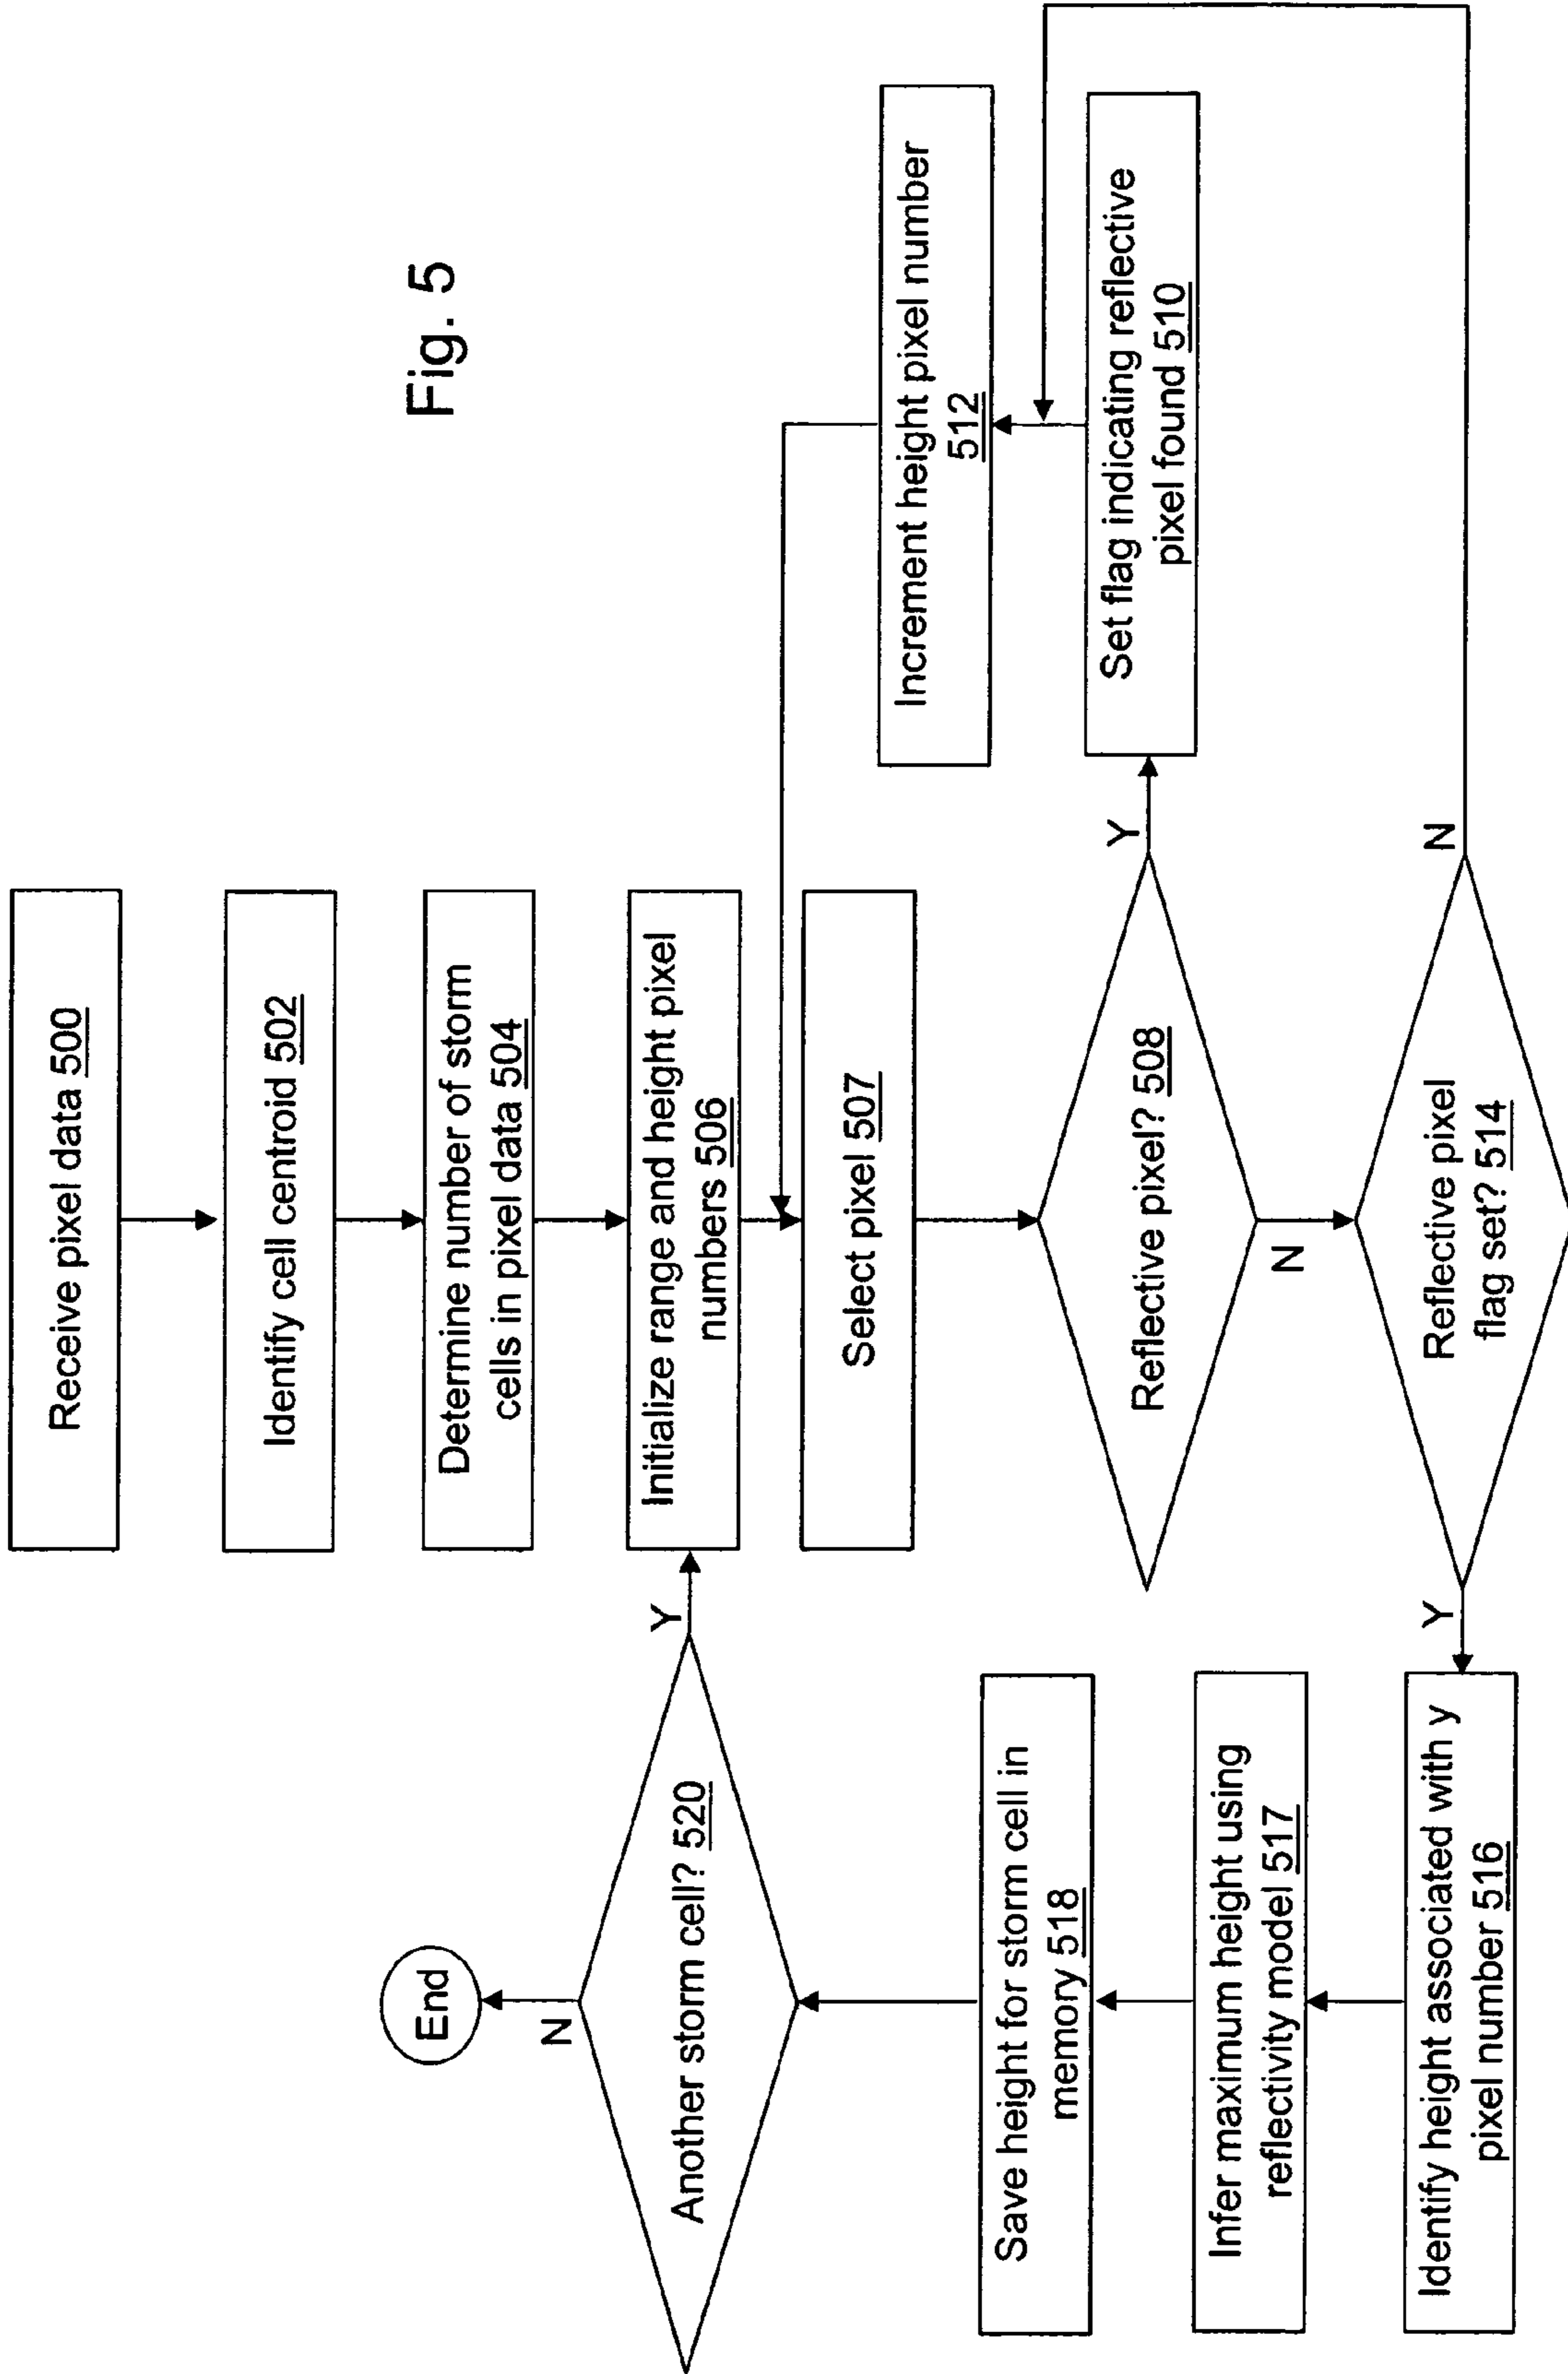 Fig. 5
Receive pixel data 500
Identify cell centroid 502
Determine number of storm
cells in pixel data 504
Initialize range and height pixel
numbers 506
Select pixel 507
Reflective pixel? 508
Y
N
Set flag indicating reflective
pixel found 510
Increment height pixel number
512
Reflective pixel
flag set? 514
N
Y
Identify height associated with y
pixel number 516
Infer maximum height using
reflectivity model 517
Save height for storm cell in
memory 518
Another storm cell? 520
Y
N
End